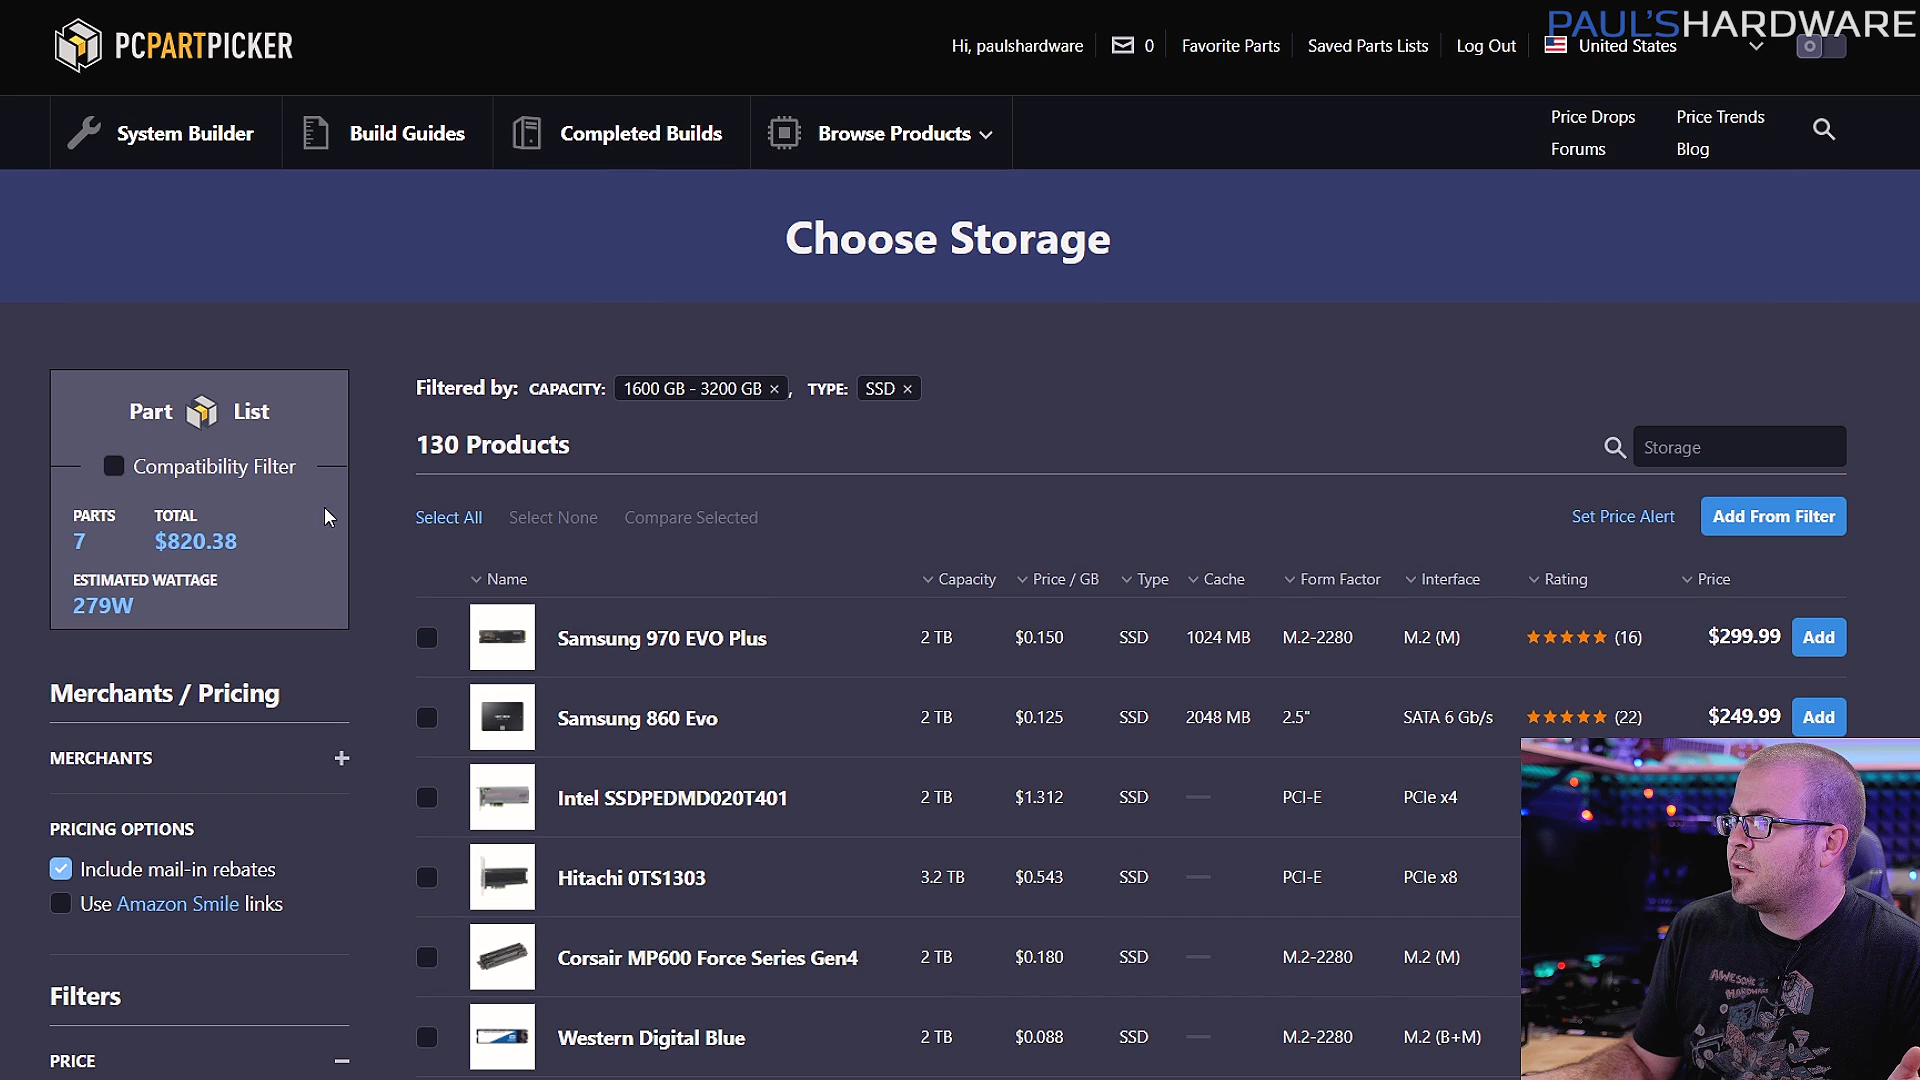 PCPARTPICKER
Hi, paulshardware
0
Favorite Parts
Saved Parts Lists
Log Out
United States
PAUL'SHARDWARE
System Builder
Build Guides
Completed Builds
Browse Products
Price Drops
Price Trends
Forums
Blog
Choose Storage
Part List
Compatibility Filter
PARTS TOTAL
7 $820.38
ESTIMATED WATTAGE
279W
Merchants / Pricing
MERCHANTS
PRICING OPTIONS
Include mail-in rebates
Use Amazon Smile links
Filters
PRICE
Filtered by: CAPACITY: 1600 GB - 3200 GB ×, TYPE: SSD ×
130 Products
Storage
Select All Select None Compare Selected Set Price Alert Add From Filter
Name Capacity Price / GB Type Cache Form Factor Interface Rating Price
Samsung 970 EVO Plus 2 TB $0.150 SSD 1024 MB M.2-2280 M.2 (M) (16) $299.99 Add
Samsung 860 Evo 2 TB $0.125 SSD 2048 MB 2.5" SATA 6 Gb/s (22) $249.99 Add
Intel SSDPEDMD020T401 2 TB $1.312 SSD PCI-E PCIe x4
Hitachi 0TS1303 3.2 TB $0.543 SSD PCI-E PCIe x8
Corsair MP600 Force Series Gen4 2 TB $0.180 SSD M.2-2280 M.2 (M)
Western Digital Blue 2 TB $0.088 SSD M.2-2280 M.2 (B+M)
AWESOME
HARDWARE